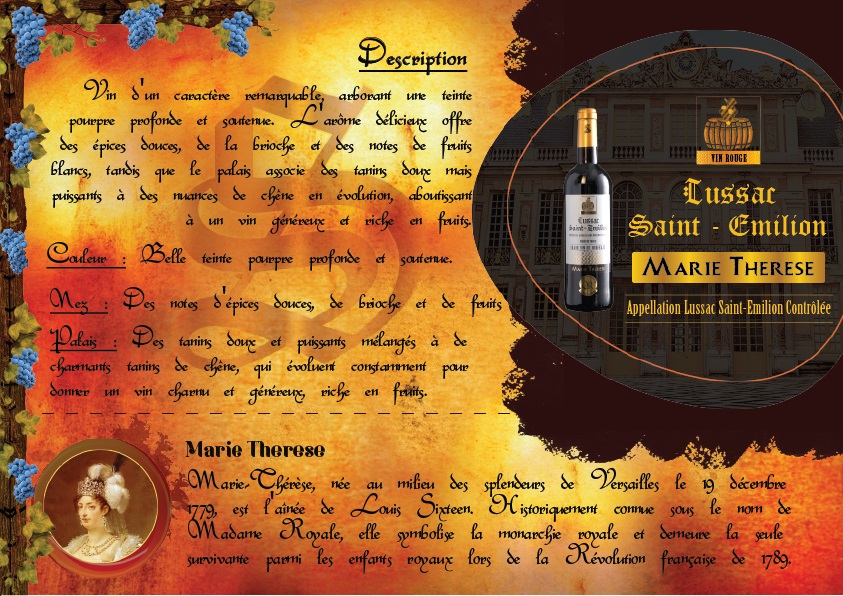 Description
Vin d'un caractère remarquable, arborant une teinte
pourpre profonde et soutenue. L'arôme délicieux offre
des épices douces, de la brioche et des notes de fruits
blancs, tandis que le palais associe des tanins doux mais
puissants à des nuances de chêne en évolution, aboutissant
à un vin généreux et riche en fruits.
Couleur : Belle teinte pourpre profonde et soutenue.
Nez : Des notes d'épices douces, de brioche et de fruits
Palais : Des tanins doux et puissants mélangés à de
charmants tanins de chêne, qui évoluent constamment pour
donner un vin charnu et généreux, riche en fruits.
VIN ROUGE
Lussac
Saint - Emilion
MARIE THERESE
Appellation Lussac Saint-Emilion Contrôlée
Lussac
Saint-Emilion
MARIE THERESE
Marie Therese
Marie-Thérèse, née au milieu des splendeurs de Versailles le 19 décembre
1779, est l'ainée de Louis Sixteen. Historiquement connue sous le nom de
Madame Royale, elle symbolise la monarchie royale et demeure la seule
survivante parmi les enfants royaux lors de la Révolution française de 1789.